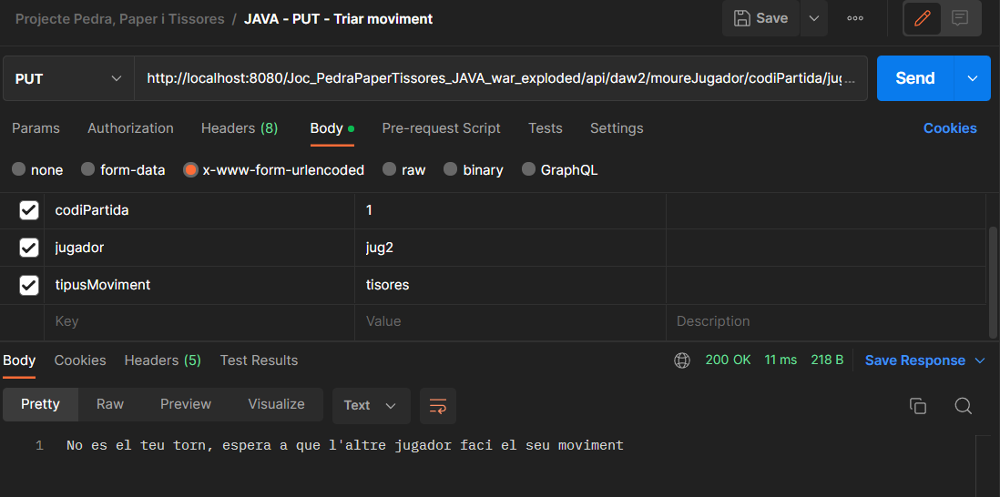 Projecte Pedra, Paper i Tissores / JAVA - PUT - Triar moviment Save
PUT http://localhost:8080/Joc_PedraPaperTissores_JAVA_war_exploded/api/daw2/moureJugador/codiPartida/jug... Send
Params Authorization Headers (8) Body Pre-request Script Tests Settings Cookies
none form-data x-www-form-urlencoded raw binary GraphQL
codiPartida 1
jugador jug2
tipusMoviment tisores
Key Value Description
Body Cookies Headers (5) Test Results 200 OK 11 ms 218 B Save Response
Pretty Raw Preview Visualize Text
1 No es el teu torn, espera a que l'altre jugador faci el seu moviment